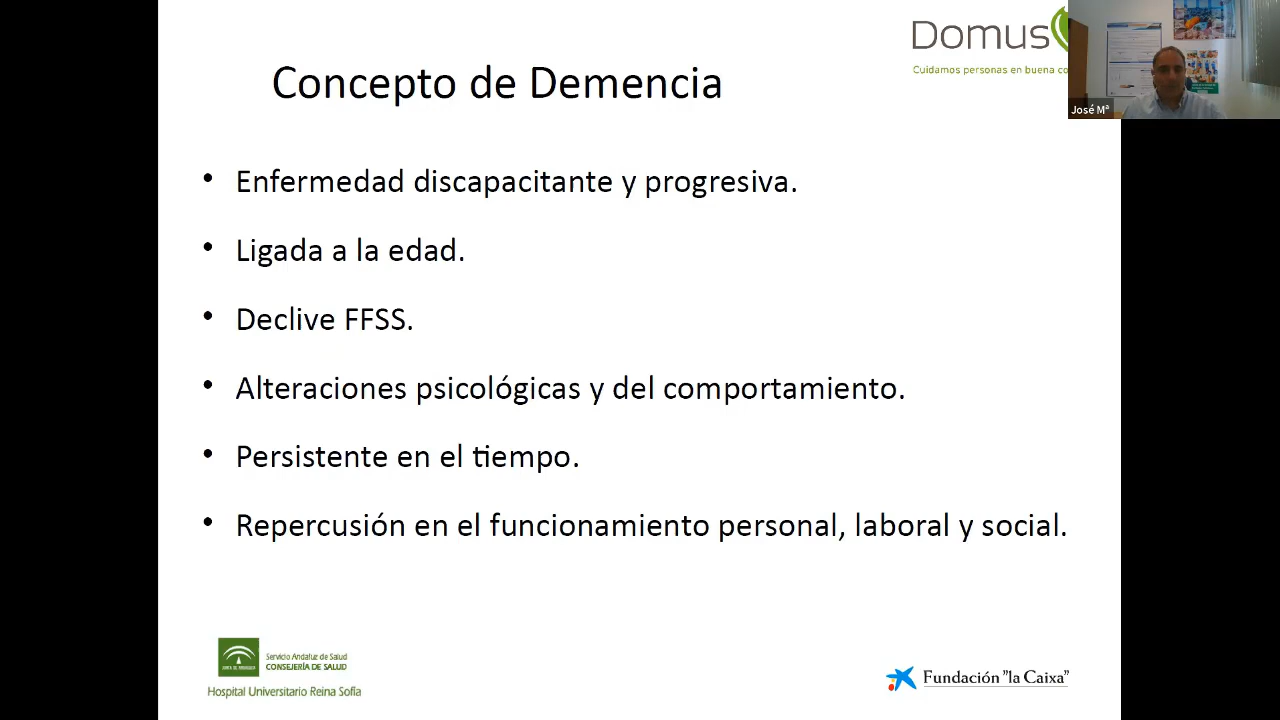 Domus
Cuidamos personas en buena
José Mª
Concepto de Demencia
• Enfermedad discapacitante y progresiva.
• Ligada a la edad.
• Declive FFSS.
• Alteraciones psicológicas y del comportamiento.
• Persistente en el tiempo.
• Repercusión en el funcionamiento personal, laboral y social.
Servicio Andaluz de Salud
CONSEJERÍA DE SALUD
Hospital Universitario Reina Sofía
Fundación "la Caixa"